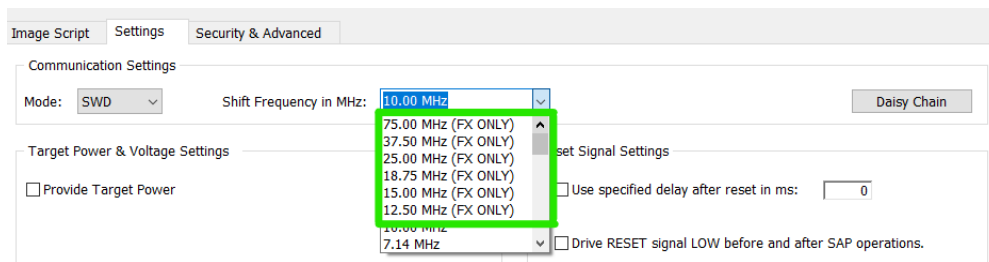 Image Script Settings Security & Advanced
Communication Settings
Mode: SWD Shift Frequency in MHz: 10.00 MHz Daisy Chain
75.00 MHz (FX ONLY)
37.50 MHz (FX ONLY)
Target Power & Voltage Settings set Signal Settings
25.00 MHz (FX ONLY)
18.75 MHz (FX ONLY)
Provide Target Power Use specified delay after reset in ms: 0
15.00 MHz (FX ONLY)
12.50 MHz (FX ONLY)
10.00 MHz
7.14 MHz Drive RESET signal LOW before and after SAP operations.